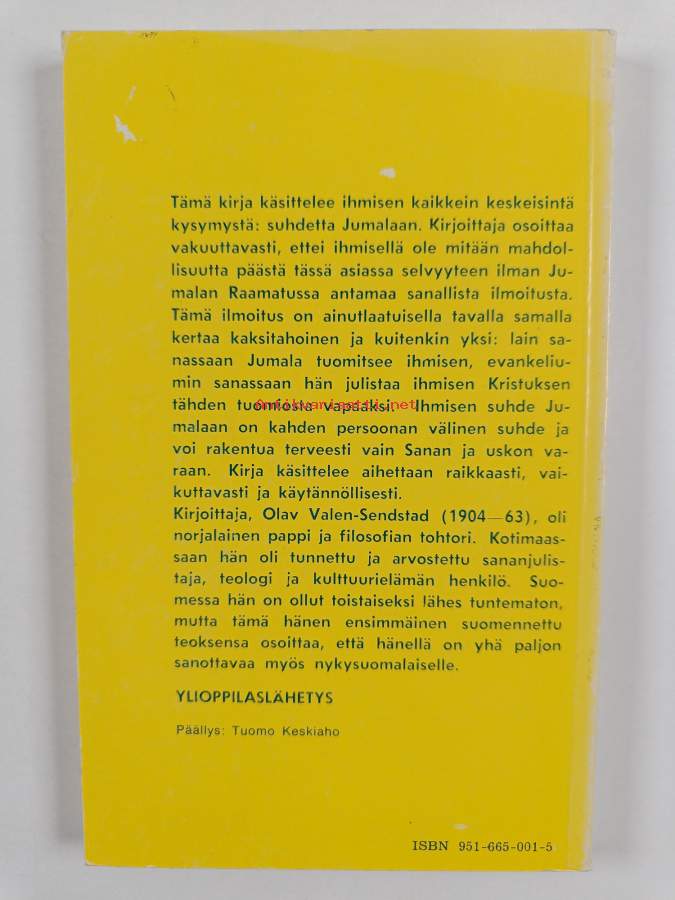 Tämä kirja käsittelee ihmisen kaikkein keskeisintä
kysymystä: suhdetta Jumalaan. Kirjoittaja osoittaa
vakuuttavasti, ettei ihmisellä ole mitään mahdol-
lisuutta päästä tässä asiassa selvyyteen ilman Ju-
malan Raamatussa antamaa sanallista ilmoitusta.
Tämä ilmoitus on ainutlaatuisella tavalla samalla
kertaa kaksitahoinen ja kuitenkin yksi: lain sa-
nassaan Jumala tuomitsee ihmisen, evankeliu-
min sanassaan hän julistaa ihmisen Kristuksen
tähden tuomiosta vapaaksi. Ihmisen suhde Ju-
Antikvariaatti.net
malaan on kahden persoonan välinen suhde ja
voi rakentua terveesti vain Sanan ja uskon va-
raan. Kirja käsittelee aihettaan raikkaasti, vai-
kuttavasti ja käytännöllisesti.
Kirjoittaja, Olav Valen-Sendstad (1904—63), oli
norjalainen pappi ja filosofian tohtori. Kotimaas-
saan hän oli tunnettu ja arvostettu sananjulis-
taja, teologi ja kulttuurielämän henkilö. Suo-
messa hän on ollut toistaiseksi lähes tuntematon,
mutta tämä hänen ensimmäinen suomennettu
teoksensa osoittaa, että hänellä on yhä paljon
sanottavaa myös nykysuomalaiselle.
YLIOPPILASLÄHETYS
Päällys: Tuomo Keskiaho
ISBN 951-665-001-5